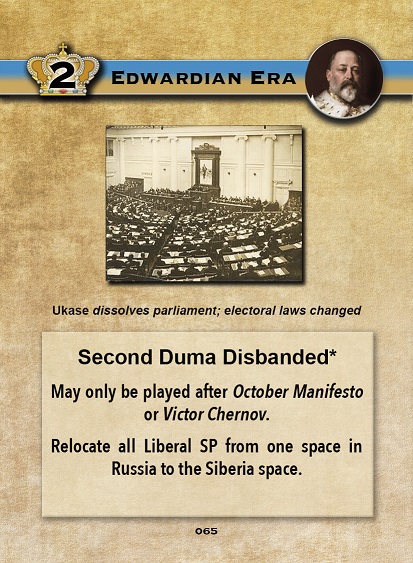 2
Edwardian Era
Ukase dissolves parliament; electoral laws changed
Second Duma Disbanded*
May only be played after October Manifesto
or Victor Chernov.
Relocate all Liberal SP from one space in
Russia to the Siberia space.
065